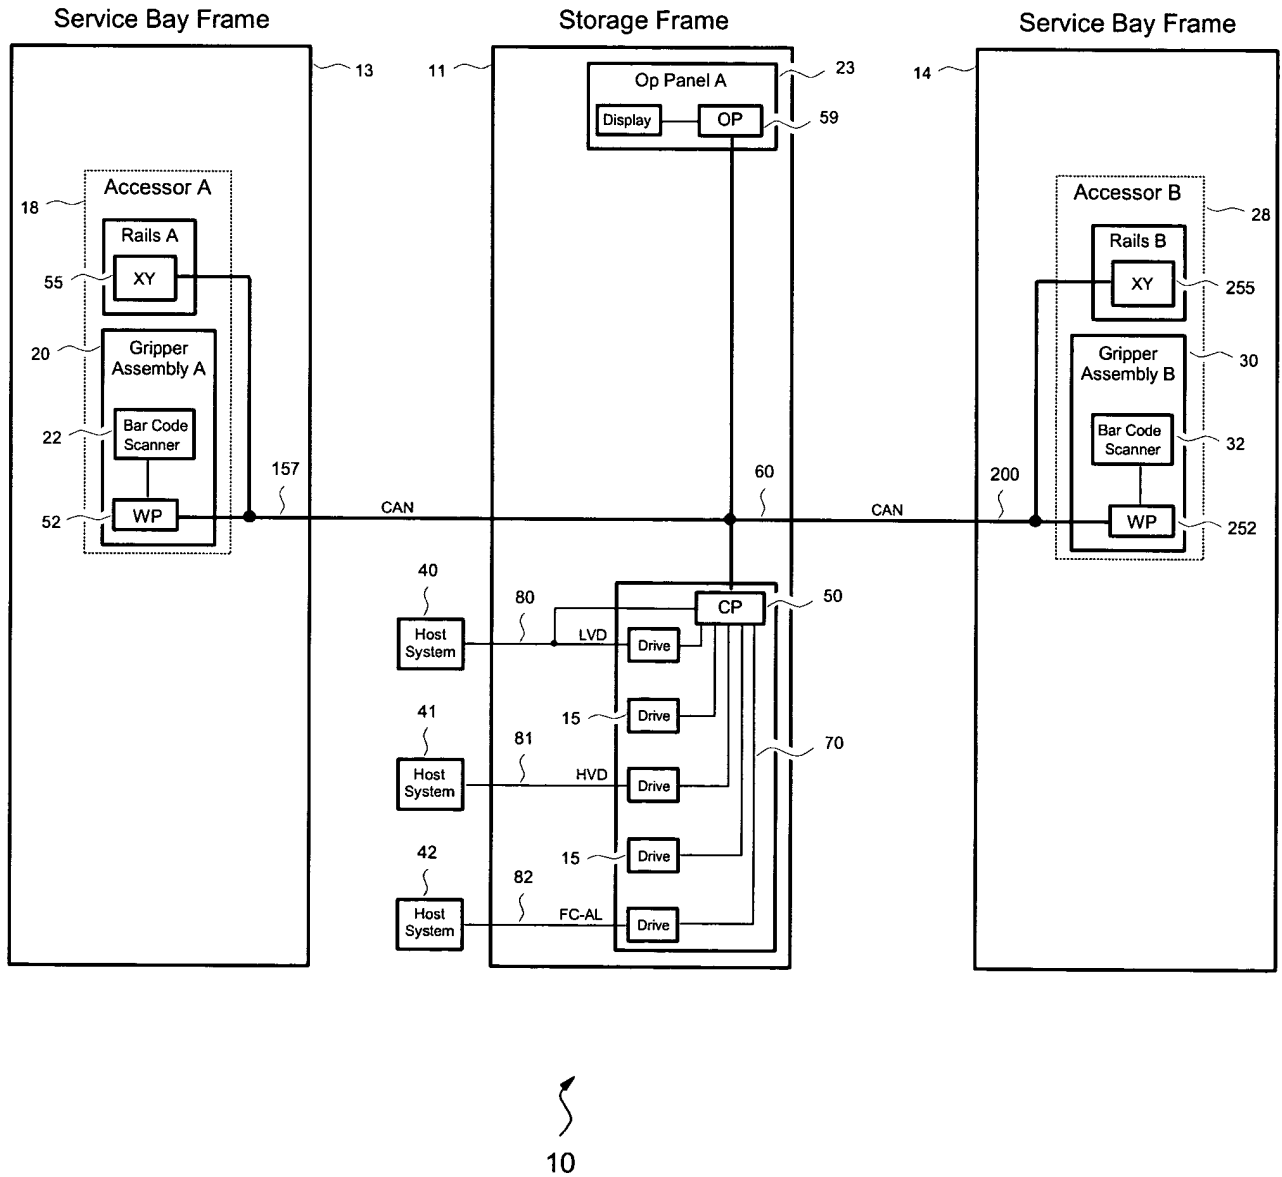 Service Bay Frame
Storage Frame
Service Bay Frame
13
11
Op Panel A
23
14
Display
OP
59
Accessor A
18
Rails A
55
XY
20
Gripper
Assembly A
22
Bar Code
Scanner
52
WP
157
CAN
60
CAN
200
Accessor B
28
Rails B
XY
255
Gripper
Assembly B
30
Bar Code
Scanner
32
WP
252
40
80
CP
50
Host
System
LVD
Drive
41
15
Drive
81
70
Host
System
HVD
Drive
42
15
Drive
82
Host
System
FC-AL
Drive
10